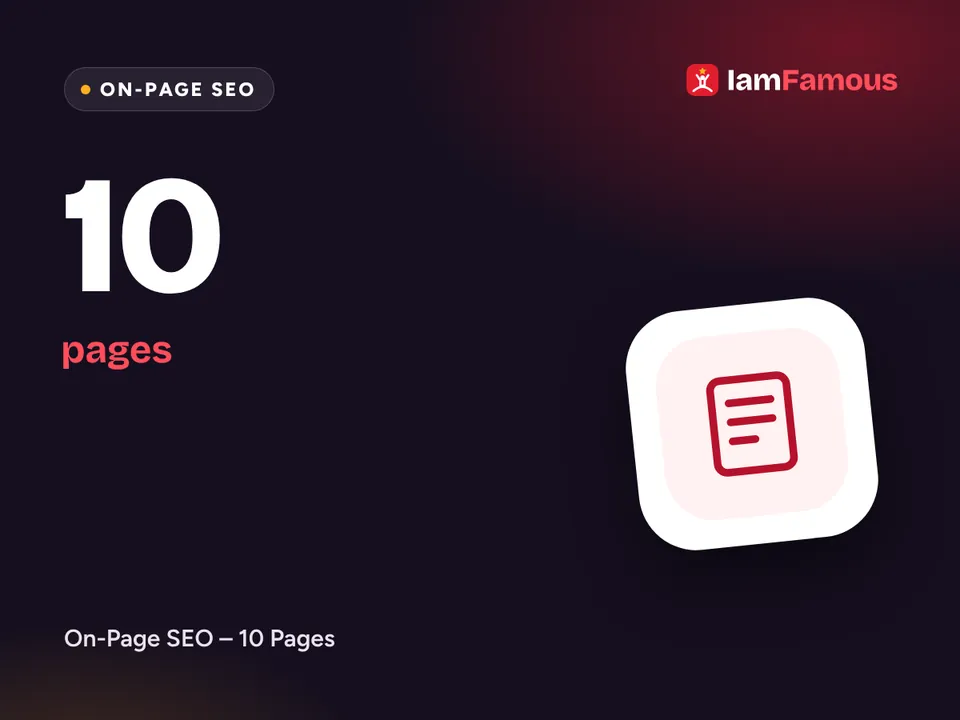 ON-PAGE SEO
IamFamous
10
pages
On-Page SEO – 10 Pages